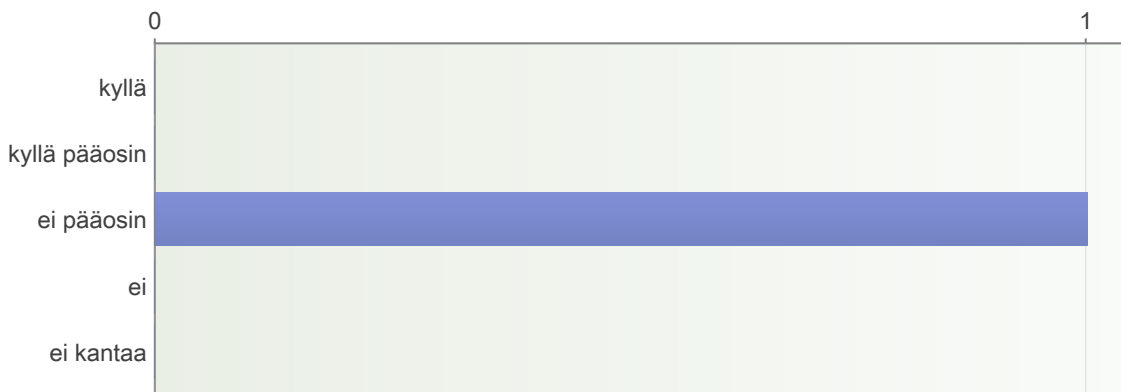 0 1
kyllä
kyllä pääosin
ei pääosin
ei
ei kantaa